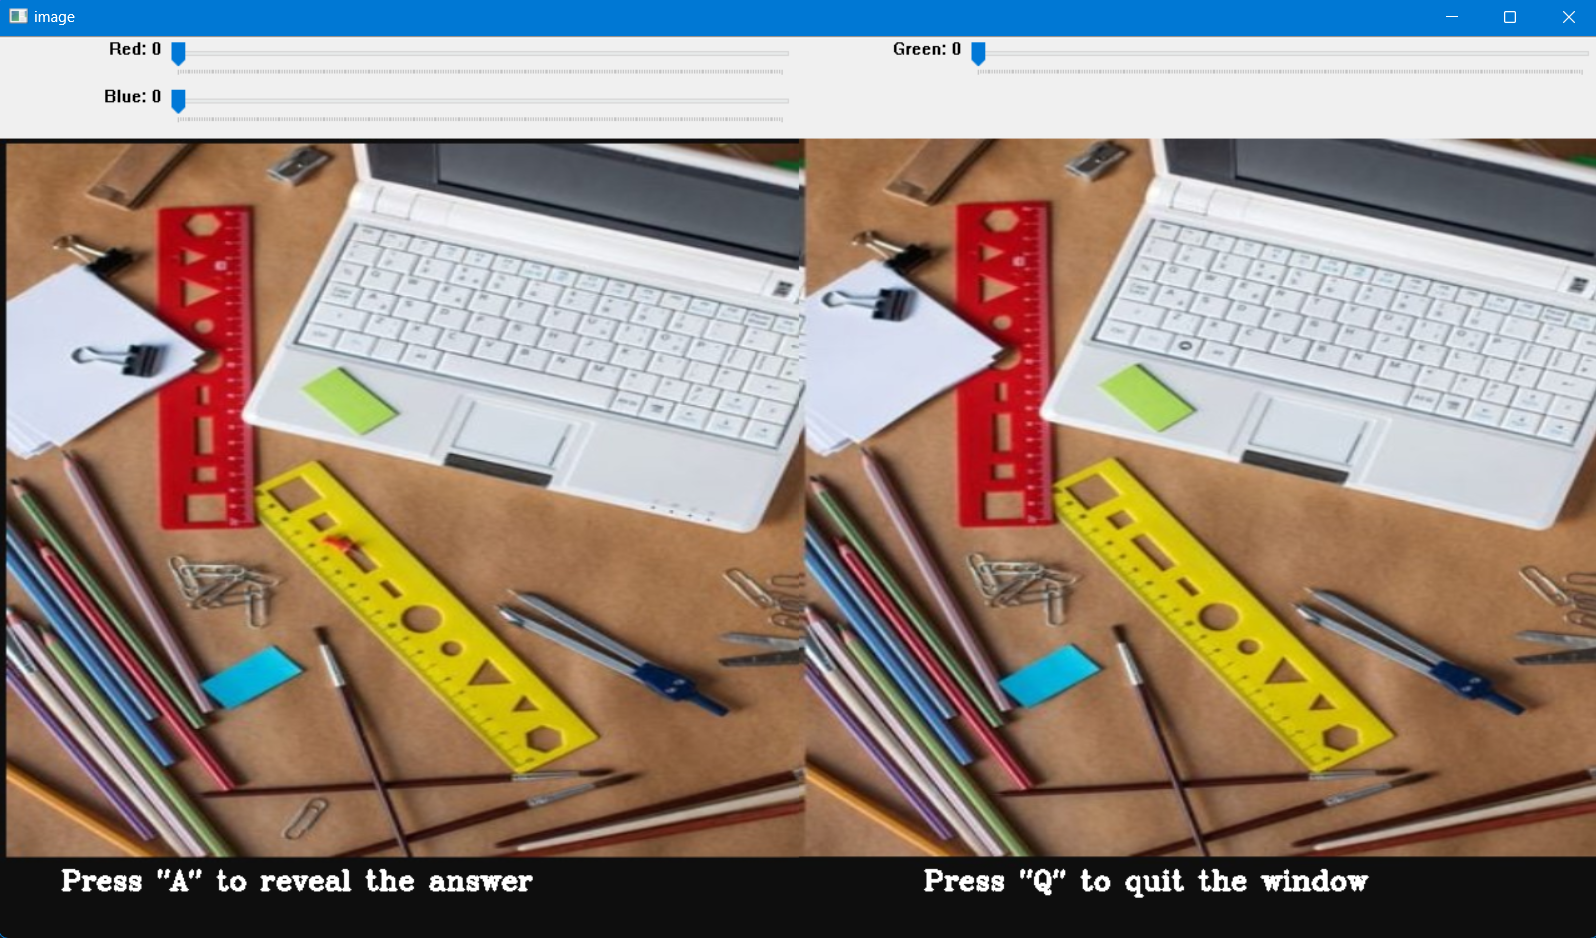 image
Red: 0
Green: 0
Blue: 0
Press "A" to reveal the answer
Press "Q" to quit the window